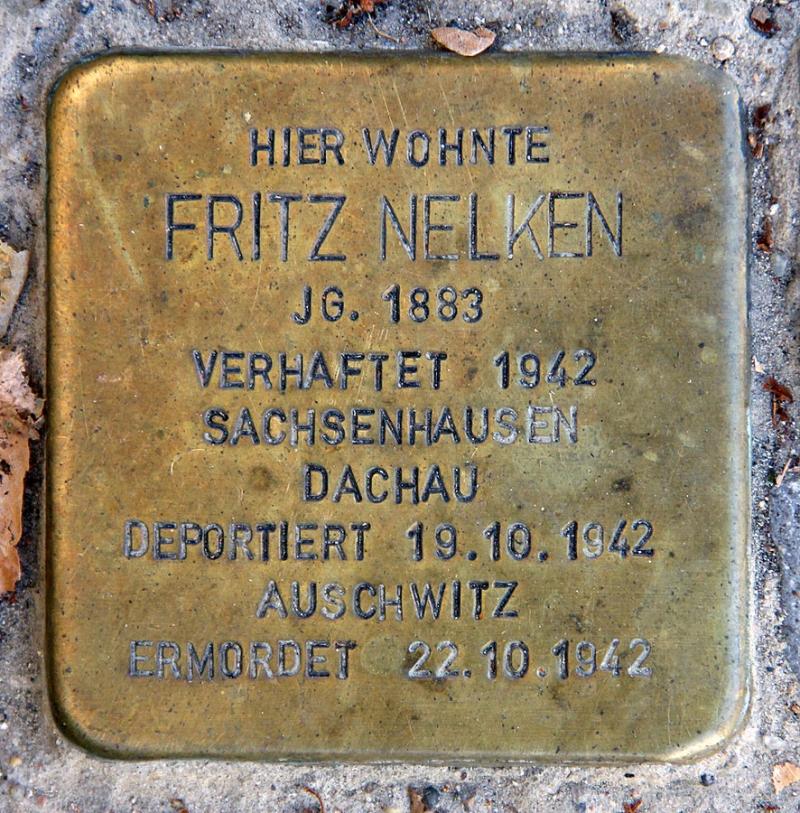 HIER WOHNTE
FRITZ NELKEN
JG. 1883
VERHAFTET 1942
SACHSENHAUSEN
DACHAU
DEPORTIERT 19.10.1942
AUSCHWITZ
ERMORDET 22.10.1942